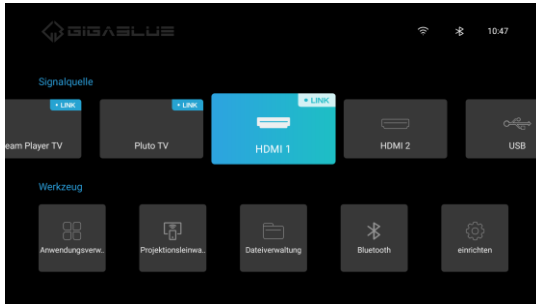 GIGABLUE
10:47
Signalquelle
• LINK
• LINK
• LINK
eam Player TV
Pluto TV
HDMI 1
HDMI 2
USB
Werkzeug
Anwendungsverw..
Projektionsleinwa..
Dateiverwaltung
Bluetooth
einrichten